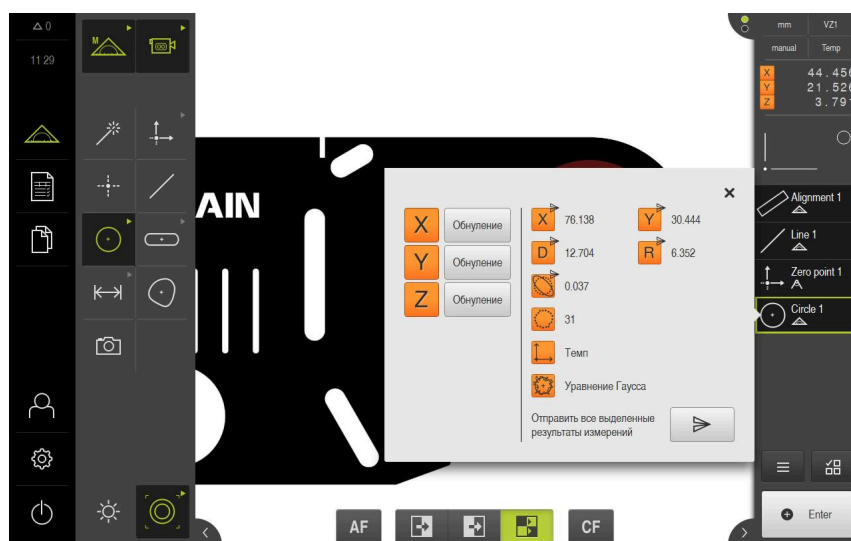 0
11 29
M
AIN
X Обнуление
Y Обнуление
Z Обнуление
X 76.138 Y 30.444
D 12.704 R 6.352
0.037
31
Темп
Уравнение Гаусса
Отправить все выделенные
результаты измерений
AF
CF
mm VZ1
manual Temp
X 44.456
Y 21.526
Z 3.791
Alignment 1
Line 1
Zero point 1
Circle 1
Enter